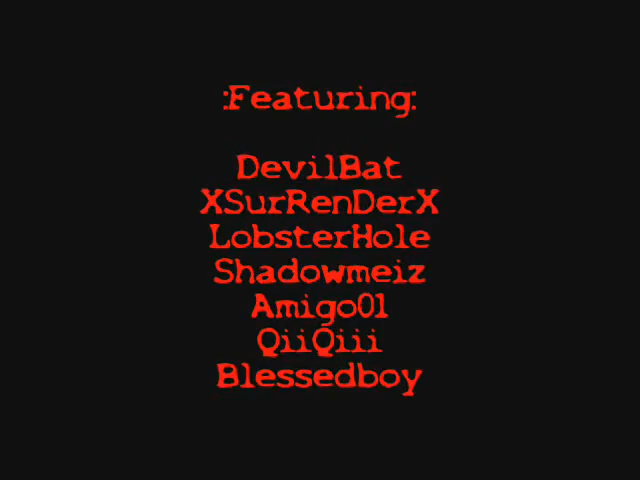 :Featuring:
DevilBat
XSurRenDerX
LobsterHole
Shadowmeiz
Amigo01
QiiQiii
Blessedboy